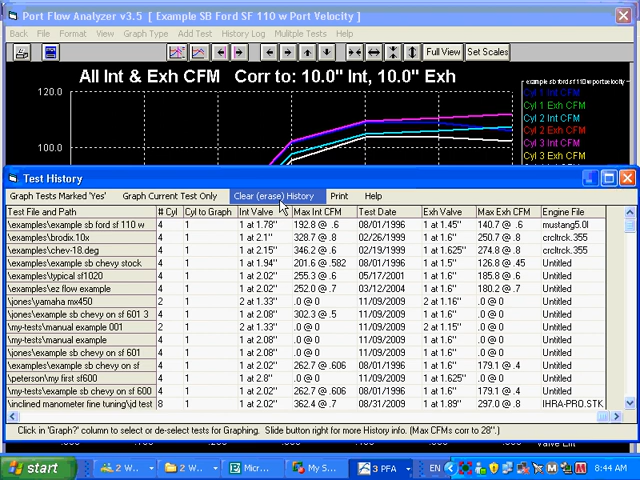 Port Flow Analyzer v3.5 [ Example SB Ford SF 110 w Port Velocity ]
Back File Format View Graph Type Add Test History Log Mulitple Tests Help
Full View Set Scales
All Int & Exh CFM Corr to: 10.0" Int, 10.0" Exh
example sb ford sf 110 w port velocity
120.0
Cyl 1 Int CFM
Cyl 1 Exh CFM
Cyl 2 Int CFM
Cyl 2 Exh CFM
100.0
Cyl 3 Int CFM
Cyl 3 Exh CFM
Test History
Graph Tests Marked 'Yes' Graph Current Test Only Clear (erase) History Print Help
Test File and Path # Cyl Cyl to Graph Int Valve Max Int CFM Test Date Exh Valve Max Exh CFM Engine File
\examples\example sb ford sf 110 w 4 1 1 at 1.78" 192.8 @ .6 08/01/1996 1 at 1.45" 140.7 @ .6 mustang5.0l
\examples\brodix.10x 4 1 1 at 2.1" 328.7 @ .8 02/26/1999 1 at 1.6" 250.7 @ .8 crcltrck.355
\examples\chev-18.deg 4 1 1 at 2.15" 346.2 @ .6 02/19/1999 1 at 1.625" 274.8 @ .8 crcltrck.355
\examples\example sb chevy stock 4 1 1 at 1.94" 201.6 @ .582 08/01/1996 1 at 1.5" 126.8 @ .45 Untitled
\examples\typical sf1020 4 1 1 at 2.02" 255.3 @ .6 05/17/2001 1 at 1.6" 185.8 @ .6 Untitled
\examples\ez flow example 4 1 1 at 2.02" 252.0 @ .7 03/12/2004 1 at 1.6" 180.2 @ .7 Untitled
\jones\yamaha mx450 2 1 2 at 1.33" .0 @ 0 11/09/2009 2 at 1.16" .0 @ 0 Untitled
\jones\example sb chevy on sf 601 3 4 1 1 at 2.08" 302.3 @ .5 11/09/2009 1 at 1.6" .0 @ 0 Untitled
\my-tests\manual example 001 2 1 2 at 1.33" .0 @ 0 11/09/2009 2 at 1.16" .0 @ 0 Untitled
\my-tests\manual example 4 1 1 at 2.08" .0 @ 0 11/09/2009 1 at 1.6" .0 @ 0 Untitled
\jones\example sb chevy on sf 601 4 1 1 at 2.08" .0 @ 0 11/09/2009 1 at 1.6" .0 @ 0 Untitled
\examples\example sb chevy on sf 4 1 1 at 2.02" 262.7 @ .606 11/09/2009 1 at 1.6" 179.1 @ .4 Untitled
\peterson\my first sf600 4 1 1 at 2.8" .0 @ 0 11/09/2009 1 at 1.625" .0 @ 0 Untitled
\my-tests\example sb chevy on sf 600 4 1 1 at 2.02" 262.7 @ .606 11/09/2009 1 at 1.6" 179.1 @ .4 Untitled
\inclined manometer fine tuning\jd test 8 1 1 at 2.02" 362.4 @ .7 08/31/2009 1 at 1.89" 297.0 @ .8 IHRA-PRO.STK
Click in 'Graph?' column to select or de-select tests for Graphing. Slide button right for more History info. (Max CFMs corr to 28".)
start 2 W... 2 W... Micr... My S... 3 PFA EN 8:44 AM